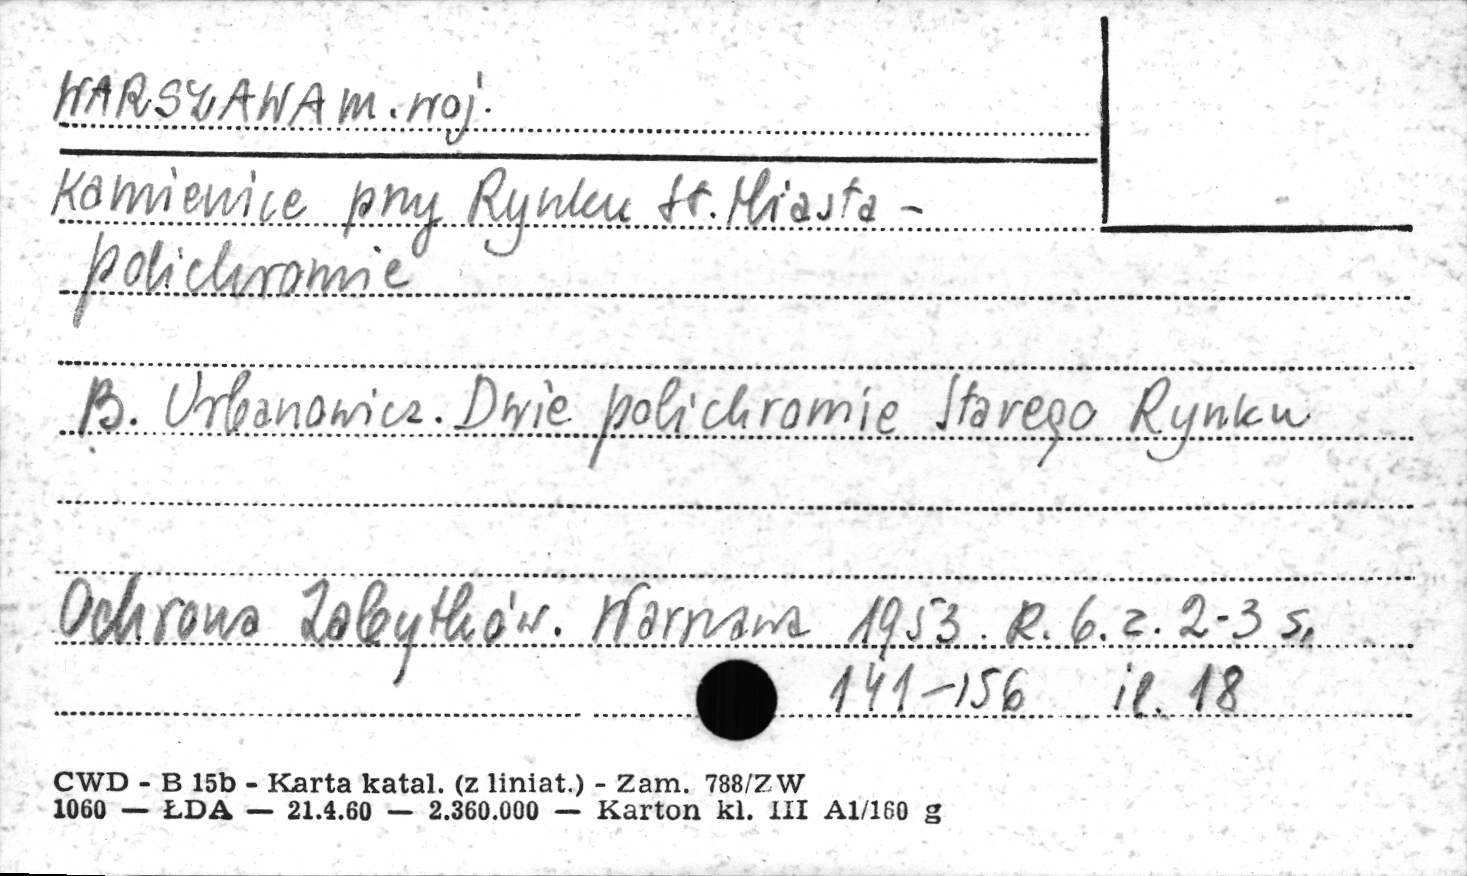 WARSZAWA m. woj.
Kamienice przy Rynku St. Miasta -
polichromie
B. Urbanowicz. Dwie polichromie Starego Rynku
Ochrona Zabytków. Warszawa 1953. R. 6. z. 2-3 s.
141-156 il. 18
CWD - B 15b - Karta katal. (z liniat.) - Zam. 788/ZW
1060 — ŁDA — 21.4.60 — 2.360.000 — Karton kl. III A1/160 g